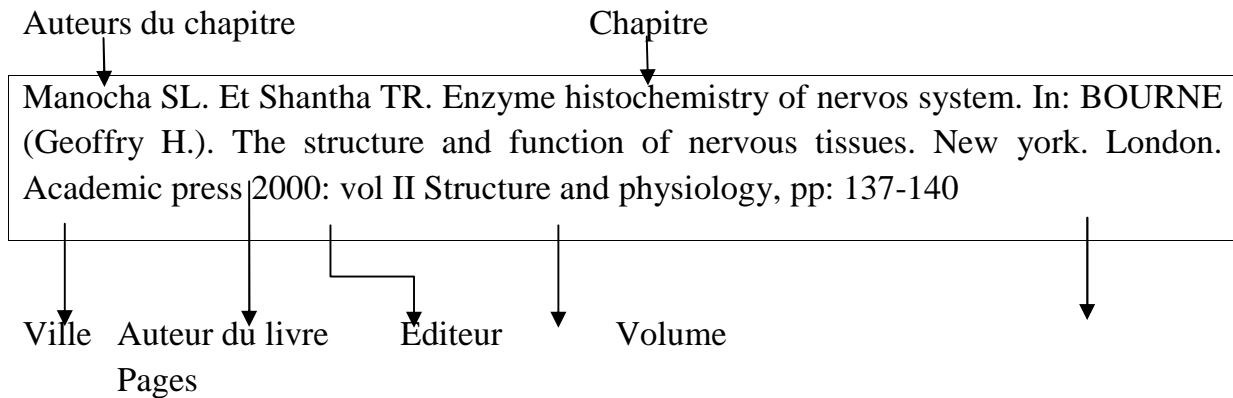 Auteurs du chapitre Chapitre
Manocha SL. Et Shantha TR. Enzyme histochemistry of nervos system. In: BOURNE
(Geoffry H.). The structure and function of nervous tissues. New york. London.
Academic press 2000: vol II Structure and physiology, pp: 137-140
Ville Auteur du livre Editeur Volume
Pages